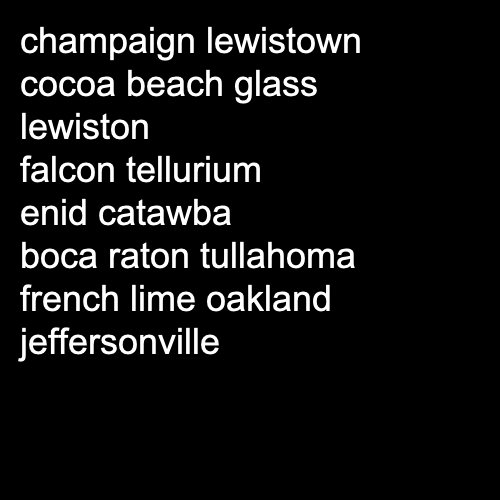 champaign lewistown
cocoa beach glass
lewiston
falcon tellurium
enid catawba
boca raton tullahoma
french lime oakland
jeffersonville